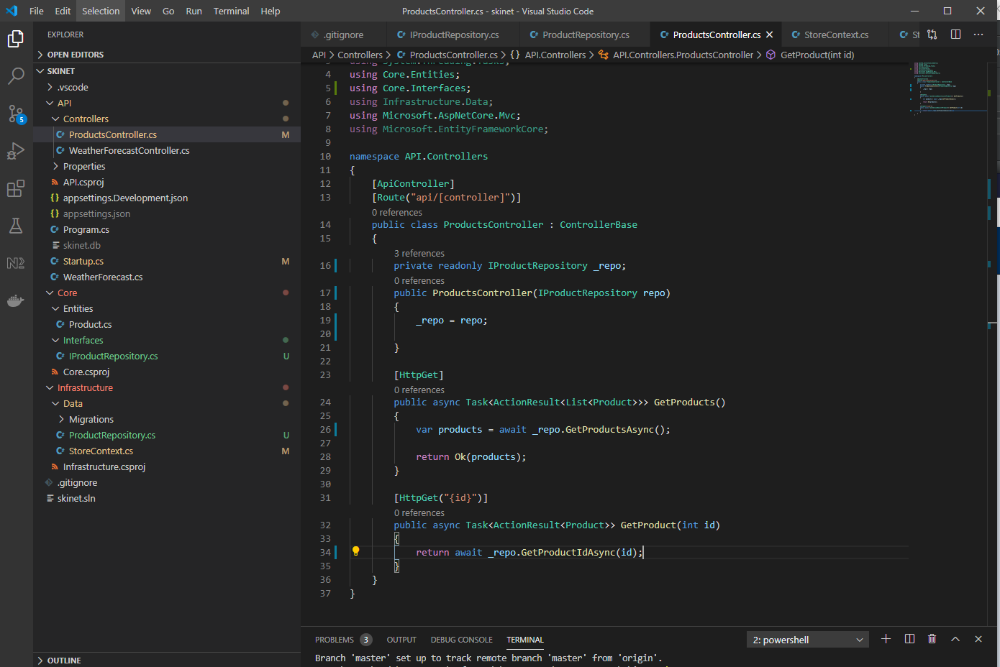 File Edit Selection View Go Run Terminal Help ProductsController.cs - skinet - Visual Studio Code
EXPLORER
OPEN EDITORS
SKINET
.vscode
API
Controllers
C# ProductsController.cs M
C# WeatherForecastController.cs
Properties
API.csproj
{} appsettings.Development.json
{} appsettings.json
C# Program.cs
skinet.db
C# Startup.cs M
C# WeatherForecast.cs
Core
Entities
C# Product.cs
Interfaces
C# IProductRepository.cs U
Core.csproj
Infrastructure
Data
Migrations
C# ProductRepository.cs U
C# StoreContext.cs M
Infrastructure.csproj
.gitignore
skinet.sln
OUTLINE
5
.gitignore C# IProductRepository.cs C# ProductRepository.cs C# ProductsController.cs C# StoreContext.cs C#
API > Controllers > C# ProductsController.cs > {} API.Controllers > API.Controllers.ProductsController > GetProduct(int id)
3 using System.Threading.Tasks;
4 using Core.Entities;
5 using Core.Interfaces;
6 using Infrastructure.Data;
7 using Microsoft.AspNetCore.Mvc;
8 using Microsoft.EntityFrameworkCore;
9
10 namespace API.Controllers
11 {
12 [ApiController]
13 [Route("api/[controller]")]
0 references
14 public class ProductsController : ControllerBase
15 {
3 references
16 private readonly IProductRepository _repo;
0 references
17 public ProductsController(IProductRepository repo)
18 {
19 _repo = repo;
20
21 }
22
23 [HttpGet]
0 references
24 public async Task<ActionResult<List<Product>>> GetProducts()
25 {
26 var products = await _repo.GetProductsAsync();
27
28 return Ok(products);
29 }
30
31 [HttpGet("{id}")]
0 references
32 public async Task<ActionResult<Product>> GetProduct(int id)
33 {
34 return await _repo.GetProductIdAsync(id);
35 }
36 }
37 }
PROBLEMS 3 OUTPUT DEBUG CONSOLE TERMINAL 2: powershell
Branch 'master' set up to track remote branch 'master' from 'origin'.